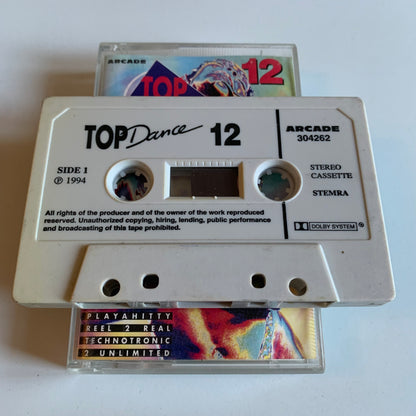 ARCADE
TOP
12
TOP Dance 12
ARCADE
304262
SIDE 1
℗ 1994
STEREO
CASSETTE
STEMRA
All rights of the producer and of the owner of the work reproduced
reserved. Unauthorized copying, hiring, lending, public performance
and broadcasting of this tape prohibited.
DOLBY SYSTEM ®
PLAYAHITTY
REEL 2 REAL
TECHNOTRONIC
2 UNLIMITED